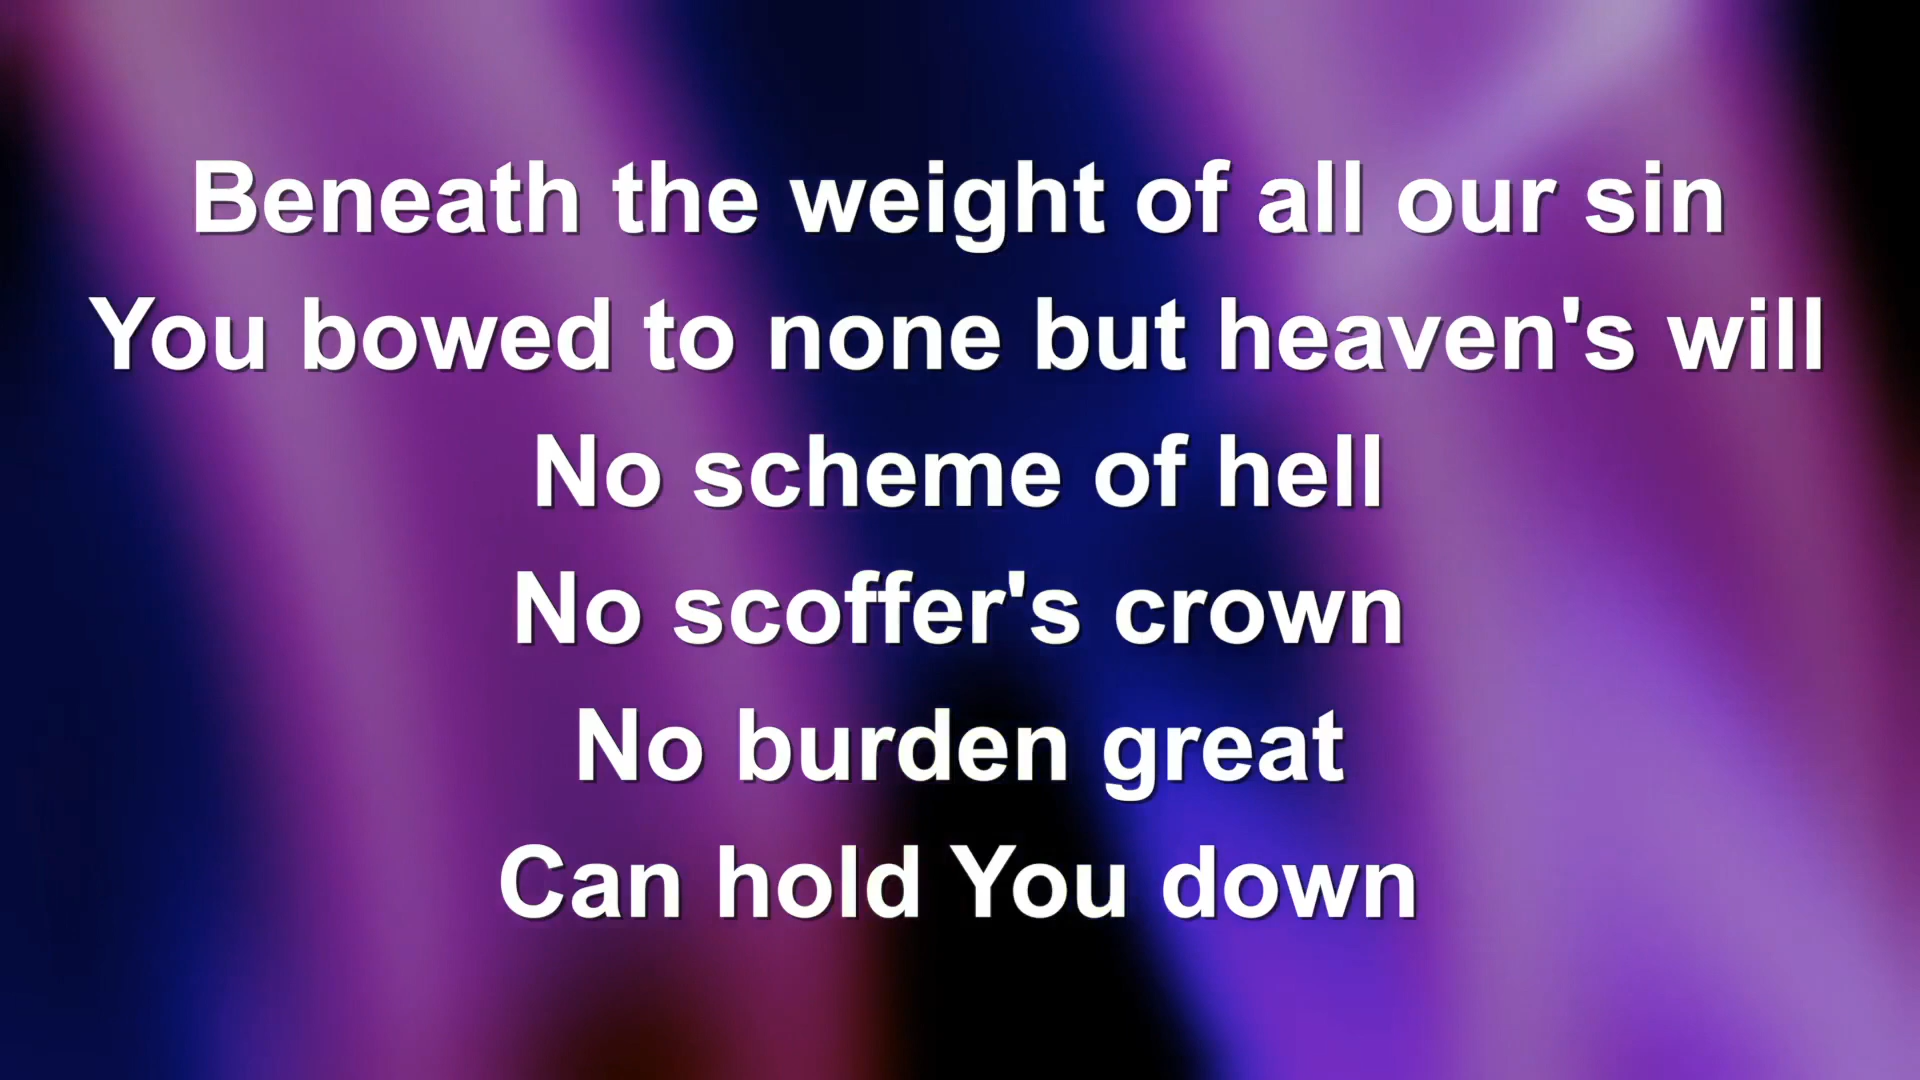 Beneath the weight of all our sin
You bowed to none but heaven's will
No scheme of hell
No scoffer's crown
No burden great
Can hold You down